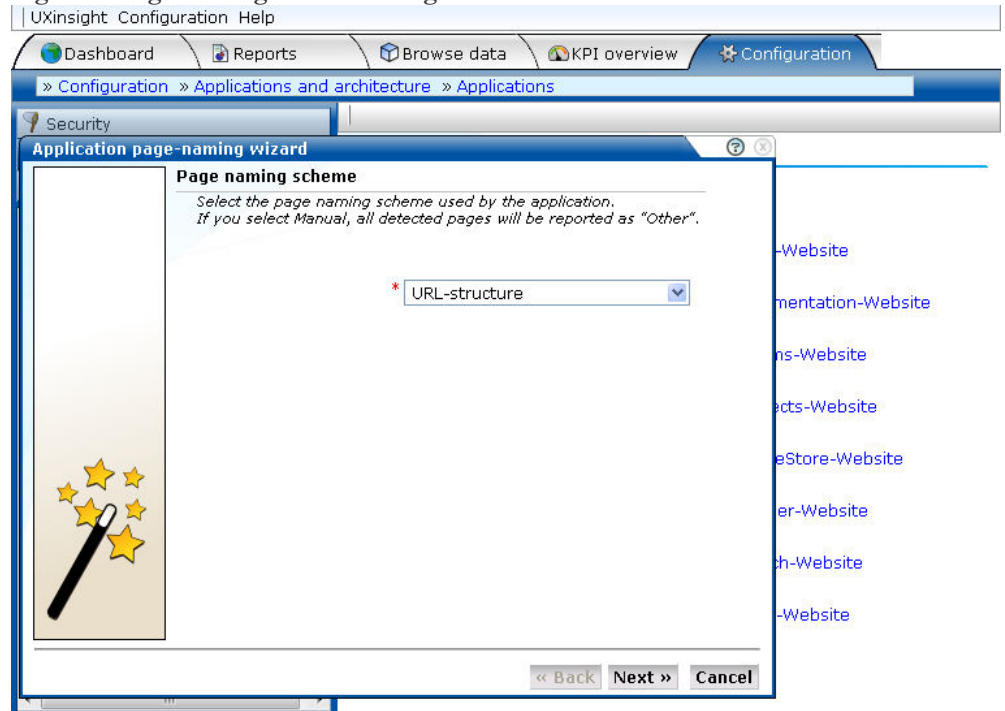 UXinsight Configuration Help
Dashboard Reports Browse data KPI overview Configuration
» Configuration » Applications and architecture » Applications
Security
Application page-naming wizard ?
Page naming scheme
Select the page naming scheme used by the application.
If you select Manual, all detected pages will be reported as "Other".
* URL-structure
-Website
mentation-Website
ms-Website
ects-Website
eStore-Website
er-Website
ch-Website
-Website
« Back Next » Cancel